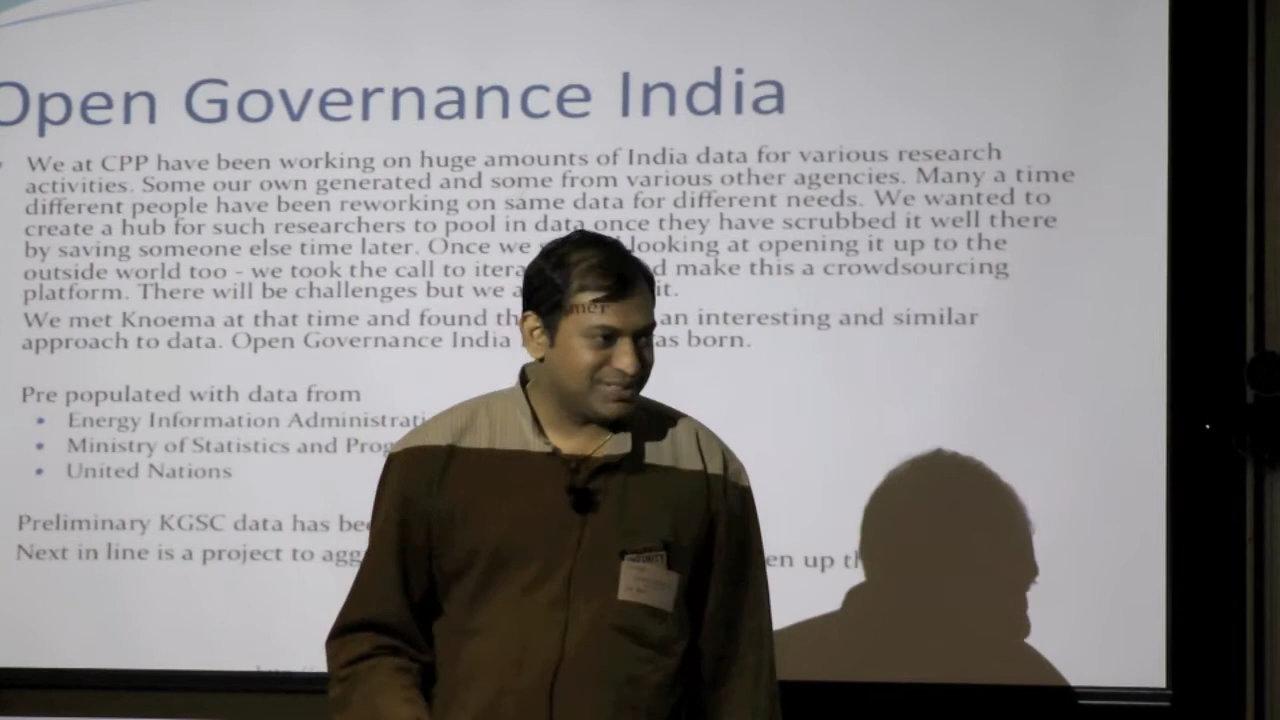 Open Governance India
We at CPP have been working on huge amounts of India data for various research
activities. Some our own generated and some from various other agencies. Many a time
different people have been reworking on same data for different needs. We wanted to
create a hub for such researchers to pool in data once they have scrubbed it well there
by saving someone else time later. Once we looking at opening it up to the
outside world too - we took the call to itera d make this a crowdsourcing
platform. There will be challenges but we a it.
We met Knoema at that time and found th an interesting and similar
approach to data. Open Governance India as born.
Pre populated with data from
• Energy Information Administrati
• Ministry of Statistics and Prog
• United Nations
Preliminary KGSC data has bee
Next in line is a project to agg en up th